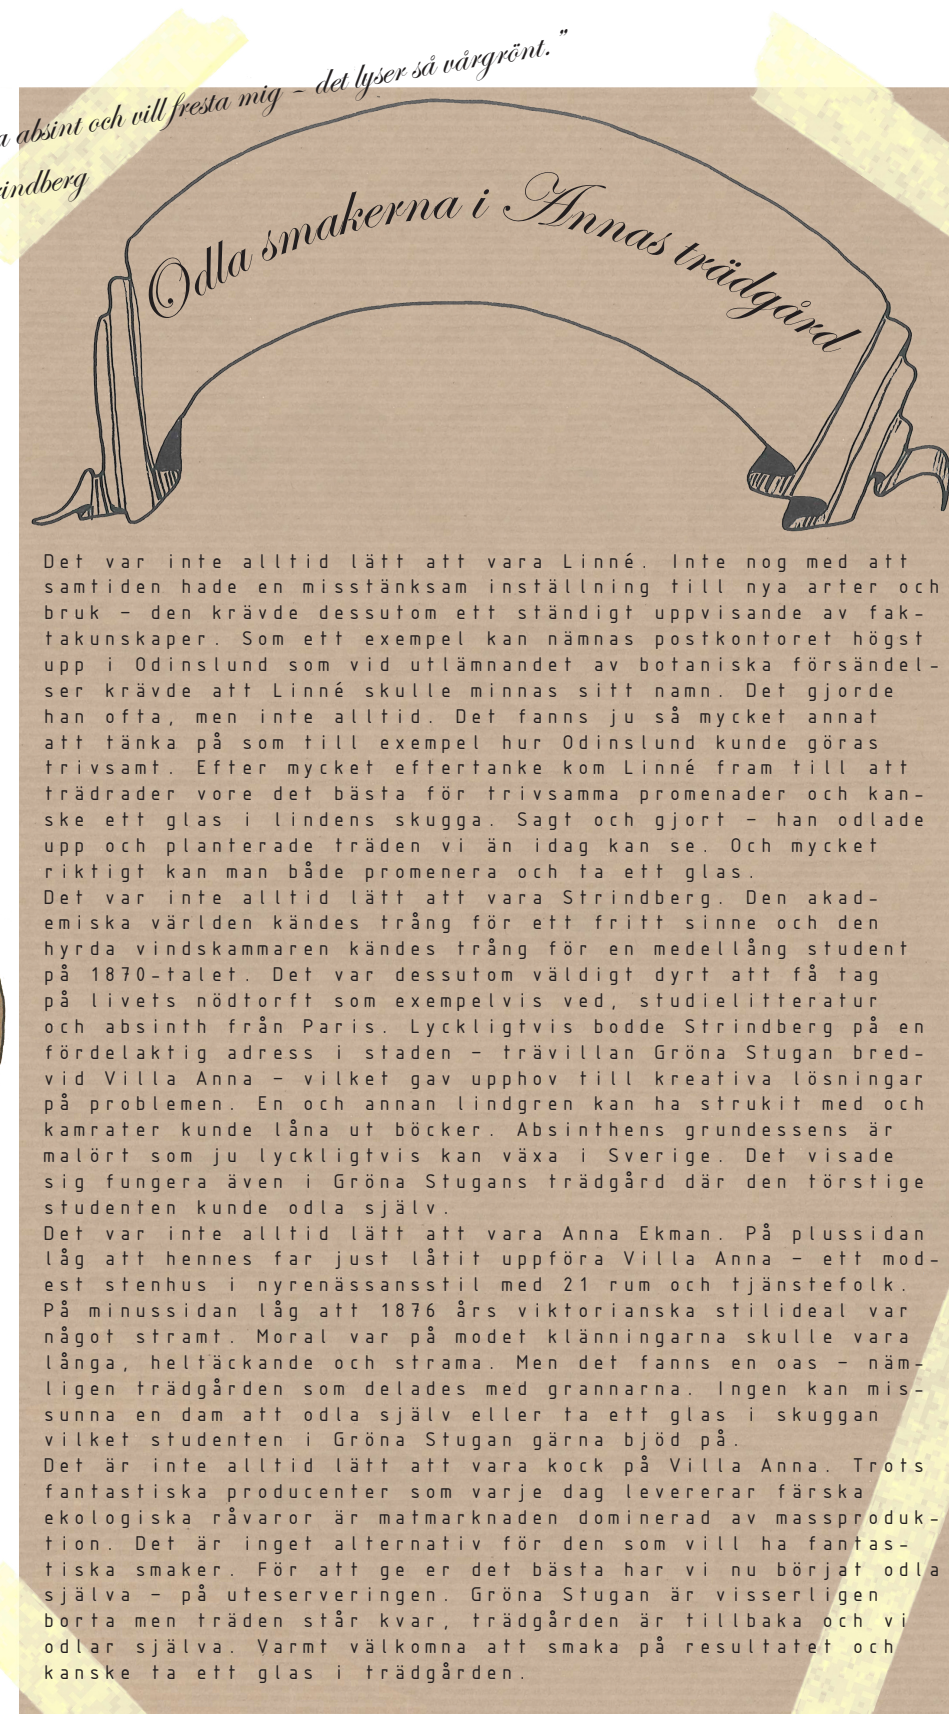 absint och vill fresta mig – det lyser så vårgrönt."
Odla smakerna i Annas trädgård
Det var inte alltid lätt att vara Linné. Inte nog med att
samtiden hade en misstänksam inställning till nya arter och
bruk – den krävde dessutom ett ständigt uppvisande av fak-
takunskaper. Som ett exempel kan nämnas postkontoret högst
upp i Odinslund som vid utlämnandet av botaniska försändel-
ser krävde att Linné skulle minnas sitt namn. Det gjorde
han ofta, men inte alltid. Det fanns ju så mycket annat
att tänka på som till exempel hur Odinslund kunde göras
trivsamt. Efter mycket eftertanke kom Linné fram till att
trädrader vore det bästa för trivsamma promenader och kan-
ske ett glas i lindens skugga. Sagt och gjort – han odlade
upp och planterade träden vi än idag kan se. Och mycket
riktigt kan man både promenera och ta ett glas.
Det var inte alltid lätt att vara Strindberg. Den akad-
emiska världen kändes trång för ett fritt sinne och den
hyrda vindskammaren kändes trång för en medellång student
på 1870-talet. Det var dessutom väldigt dyrt att få tag
på livets nödtorft som exempelvis ved, studielitteratur
och absinth från Paris. Lyckligtvis bodde Strindberg på en
fördelaktig adress i staden – trävillan Gröna Stugan bred-
vid Villa Anna – vilket gav upphov till kreativa lösningar
på problemen. En och annan lindgren kan ha strukit med och
kamrater kunde låna ut böcker. Absinthens grundessens är
malört som ju lyckligtvis kan växa i Sverige. Det visade
sig fungera även i Gröna Stugans trädgård där den törstige
studenten kunde odla själv.
Det var inte alltid lätt att vara Anna Ekman. På plussidan
låg att hennes far just låtit uppföra Villa Anna – ett mod-
est stenhus i nyrenässansstil med 21 rum och tjänstefolk.
På minussidan låg att 1876 års viktorianska stilideal var
något stramt. Moral var på modet klänningarna skulle vara
långa, heltäckande och strama. Men det fanns en oas – näm-
ligen trädgården som delades med grannarna. Ingen kan mis-
sunna en dam att odla själv eller ta ett glas i skuggan
vilket studenten i Gröna Stugan gärna bjöd på.
Det är inte alltid lätt att vara kock på Villa Anna. Trots
fantastiska producenter som varje dag levererar färska
ekologiska råvaror är matmarknaden dominerad av massproduk-
tion. Det är inget alternativ för den som vill ha fantas-
tiska smaker. För att ge er det bästa har vi nu börjat odla
själva – på uteserveringen. Gröna Stugan är visserligen
borta men träden står kvar, trädgården är tillbaka och vi
odlar själva. Varmt välkomna att smaka på resultatet och
kanske ta ett glas i trädgården.